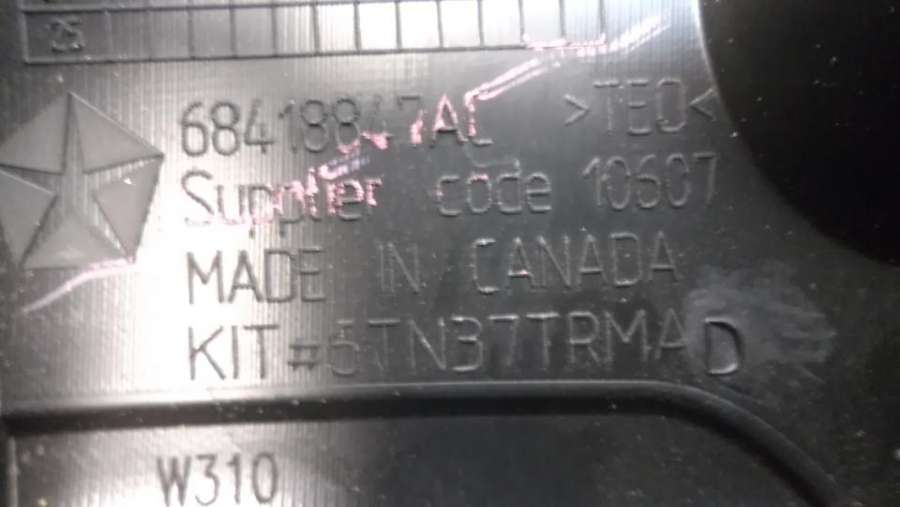 25
68418847AC >TEO<
Supplier code 10607
MADE IN CANADA
KIT#5TN37TRMAD
W310